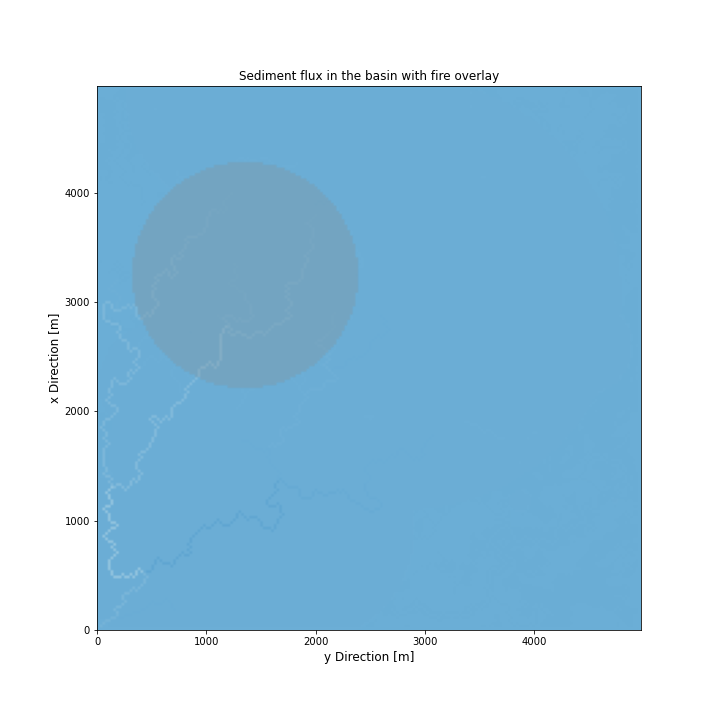 Sediment flux in the basin with fire overlay
4000
3000
2000
1000
0
x Direction [m]
0 1000 2000 3000 4000
y Direction [m]